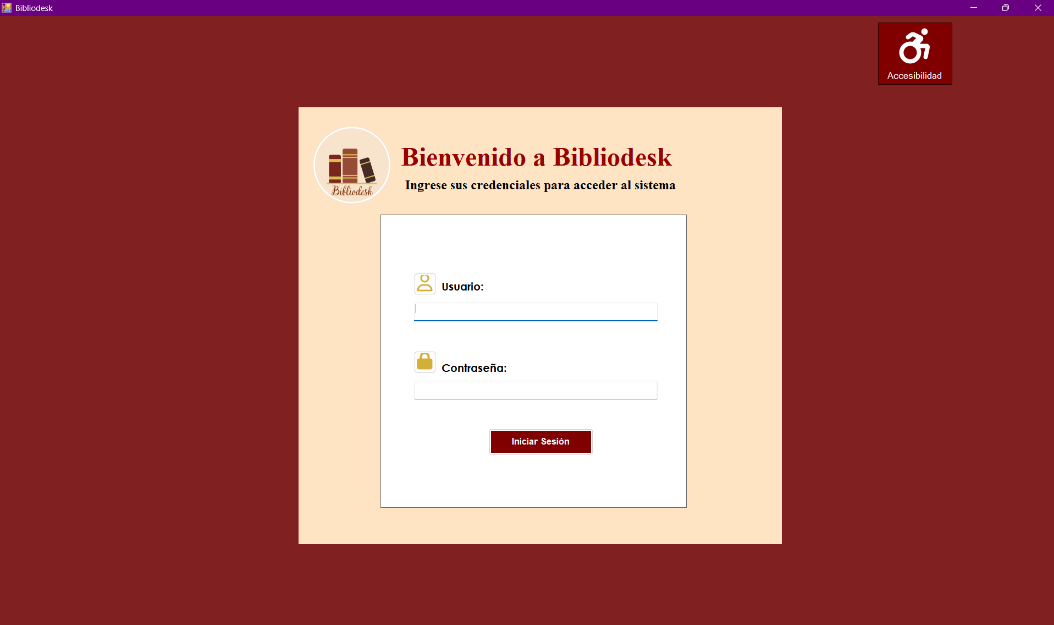 Bibliodesk
Accesibilidad
Bienvenido a Bibliodesk
Ingrese sus credenciales para acceder al sistema
Bibliodesk
Usuario:
Contraseña:
Iniciar Sesión